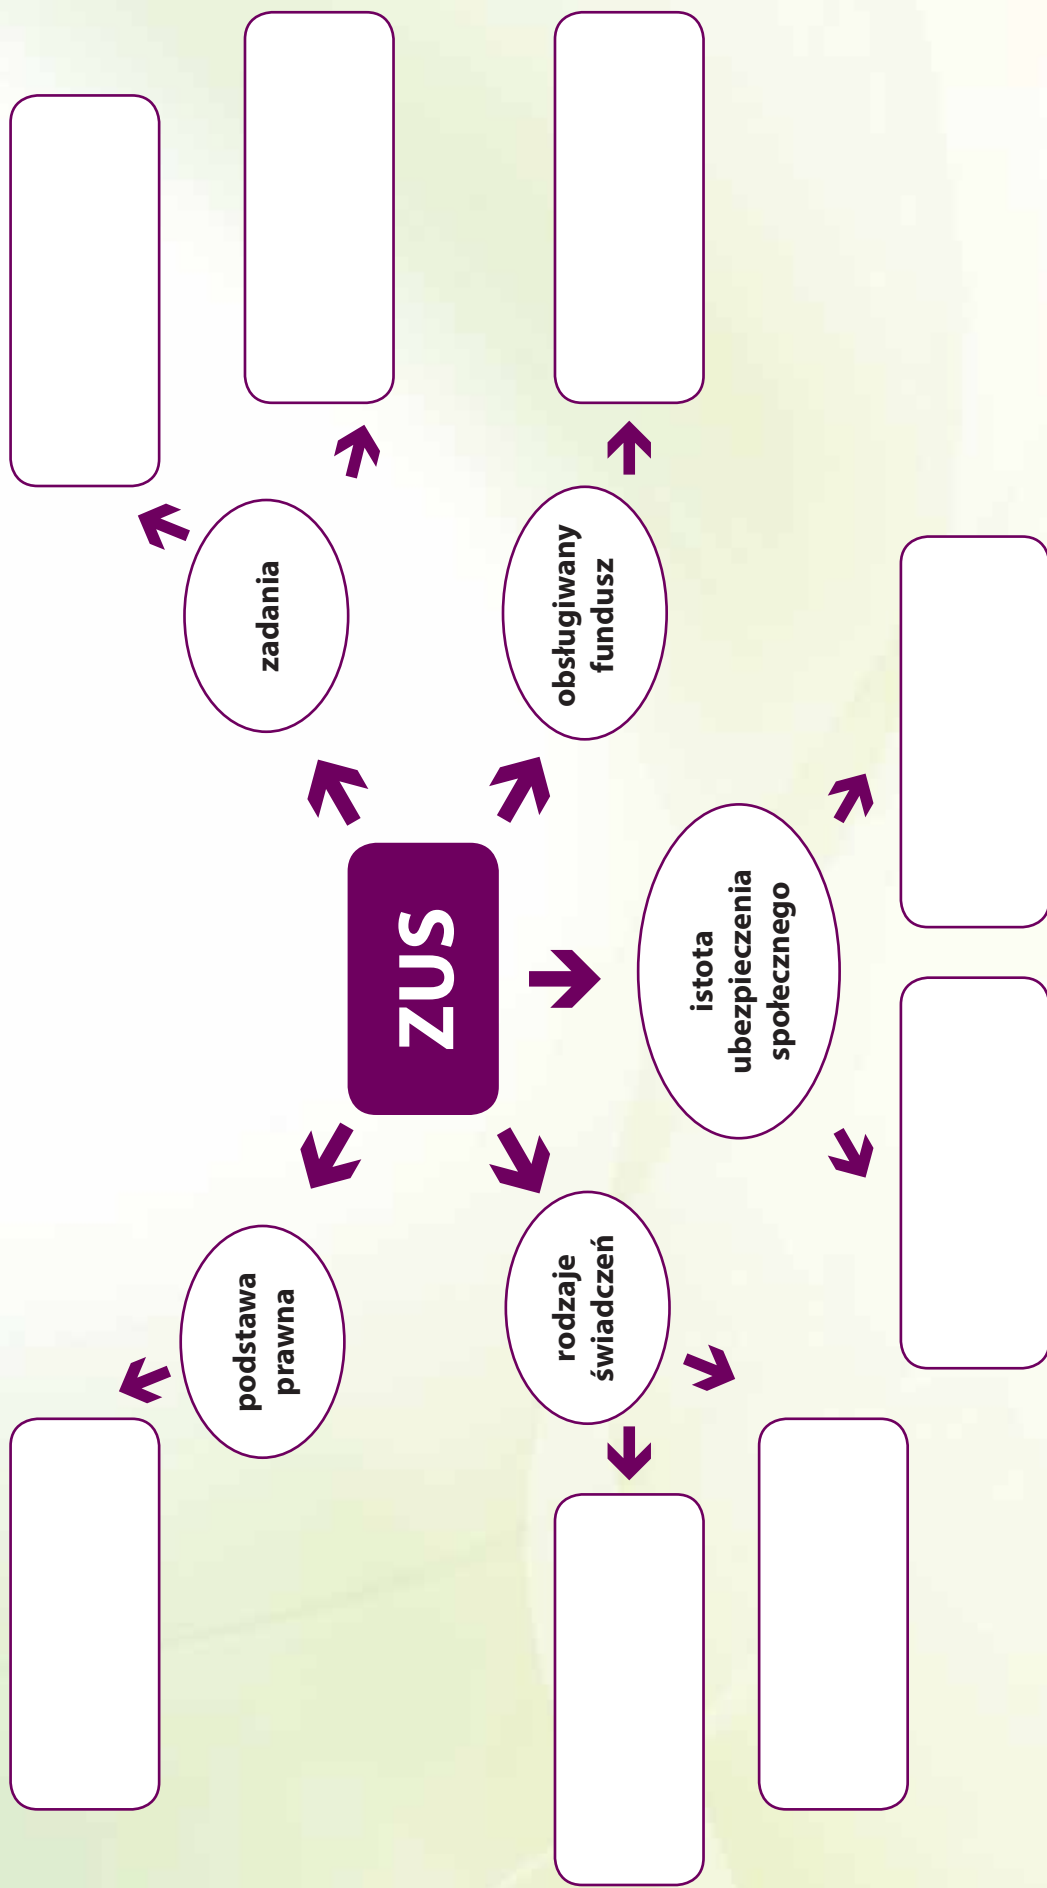 ZUS
podstawa
prawna
zadania
rodzaje
świadczeń
obsługiwany
fundusz
istota
ubezpieczenia
społecznego